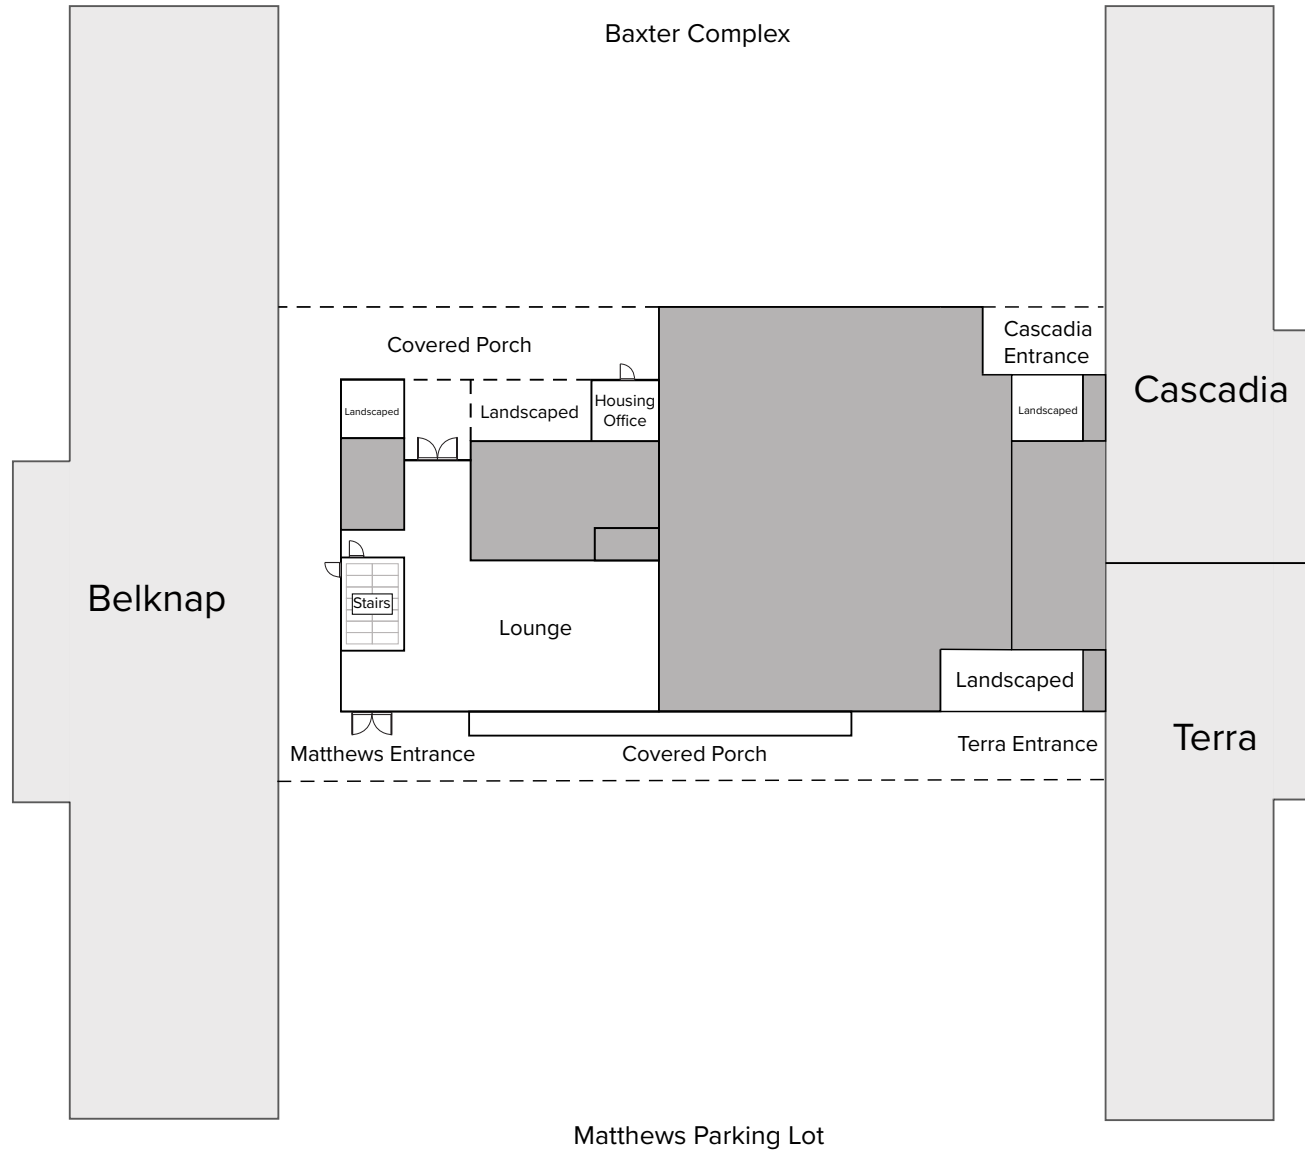 Baxter Complex
Cascadia
Entrance
Covered Porch
Cascadia
Landscaped
Landscaped
Housing
Office
Landscaped
Belknap
Stairs
Lounge
Landscaped
Terra
Matthews Entrance
Covered Porch
Terra Entrance
Matthews Parking Lot